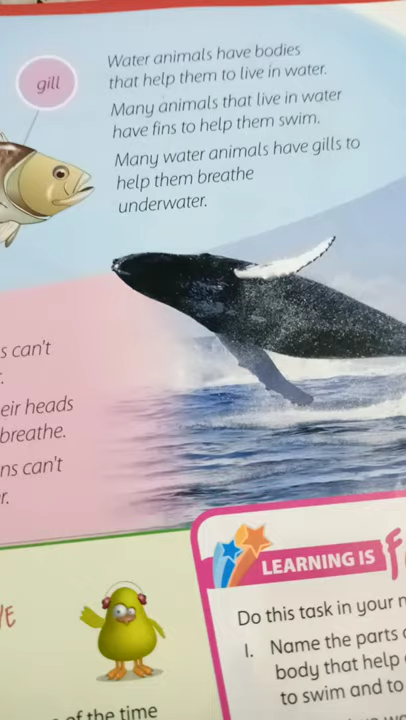 gill
Water animals have bodies
that help them to live in water.
Many animals that live in water
have fins to help them swim.
Many water animals have gills to
help them breathe
underwater.
can't
heads
breathe.
can't
LEARNING IS
Do this task in your
1. Name the parts
body that help
to swim and to
of the time